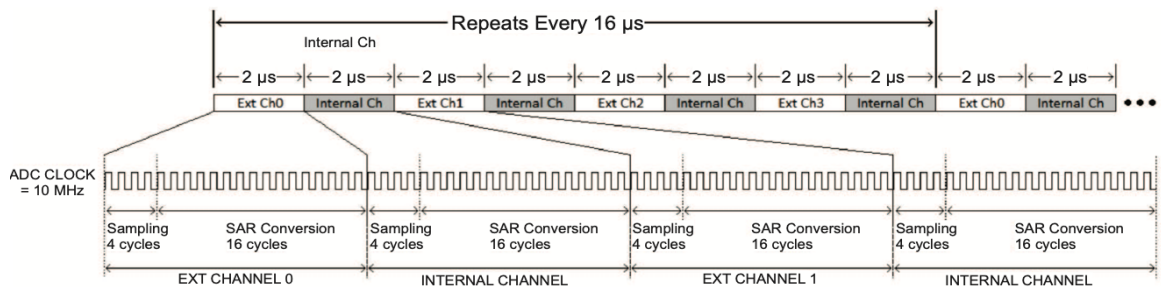 Repeats Every 16 µs
Internal Ch
2 µs 2 µs 2 µs 2 µs 2 µs 2 µs 2 µs 2 µs 2 µs 2 µs
Ext Ch0 Internal Ch Ext Ch1 Internal Ch Ext Ch2 Internal Ch Ext Ch3 Internal Ch Ext Ch0 Internal Ch
ADC CLOCK
= 10 MHz
Sampling SAR Conversion Sampling SAR Conversion Sampling SAR Conversion Sampling SAR Conversion
4 cycles 16 cycles 4 cycles 16 cycles 4 cycles 16 cycles 4 cycles 16 cycles
EXT CHANNEL 0 INTERNAL CHANNEL EXT CHANNEL 1 INTERNAL CHANNEL